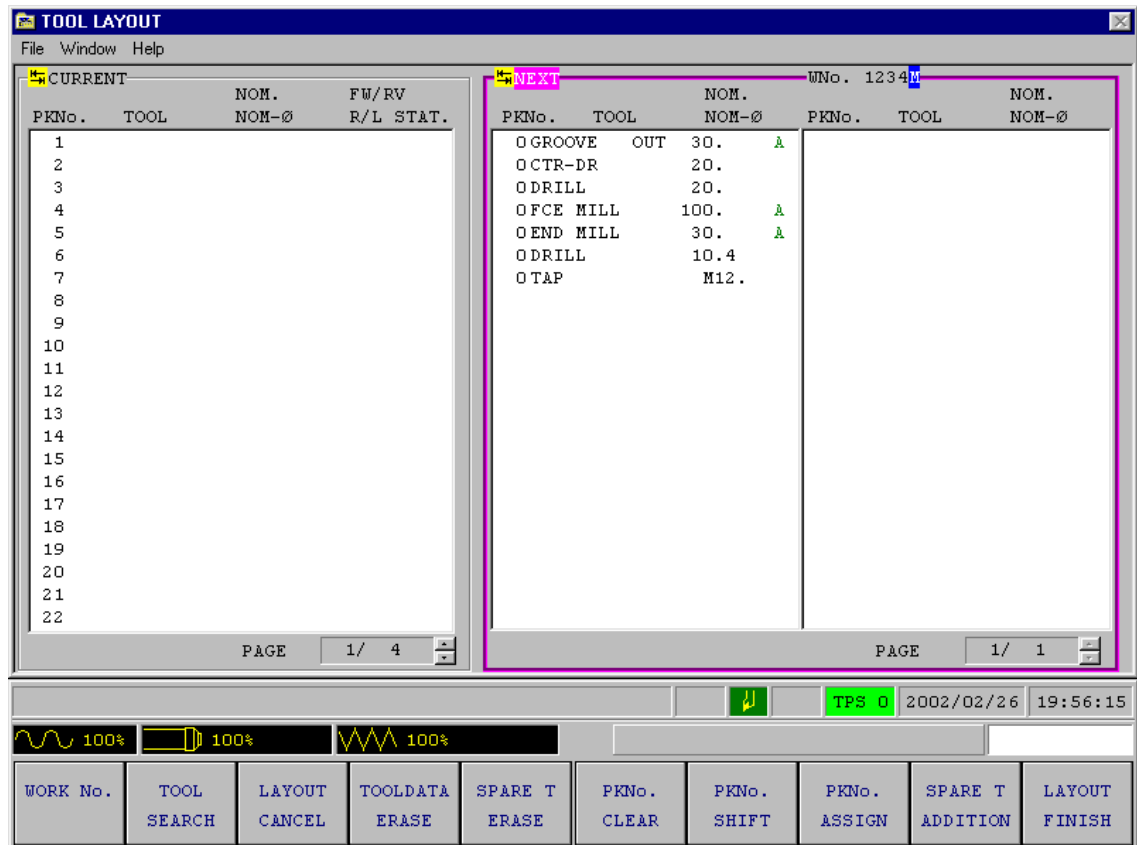 TOOL LAYOUT
File Window Help
CURRENT
NOM. FW/RV
PKNo. TOOL NOM-Ø R/L STAT.
1
2
3
4
5
6
7
8
9
10
11
12
13
14
15
16
17
18
19
20
21
22
PAGE 1/ 4
NEXT WNo. 1234M
NOM. NOM.
PKNo. TOOL NOM-Ø PKNo. TOOL NOM-Ø
0 GROOVE OUT 30. A
0 CTR-DR 20.
0 DRILL 20.
0 FCE MILL 100. A
0 END MILL 30. A
0 DRILL 10.4
0 TAP M12.
PAGE 1/ 1
TPS 0 2002/02/26 19:56:15
100% 100% 100%
WORK No. TOOL LAYOUT TOOLDATA SPARE T PKNo. PKNo. PKNo. SPARE T LAYOUT
SEARCH CANCEL ERASE ERASE CLEAR SHIFT ASSIGN ADDITION FINISH